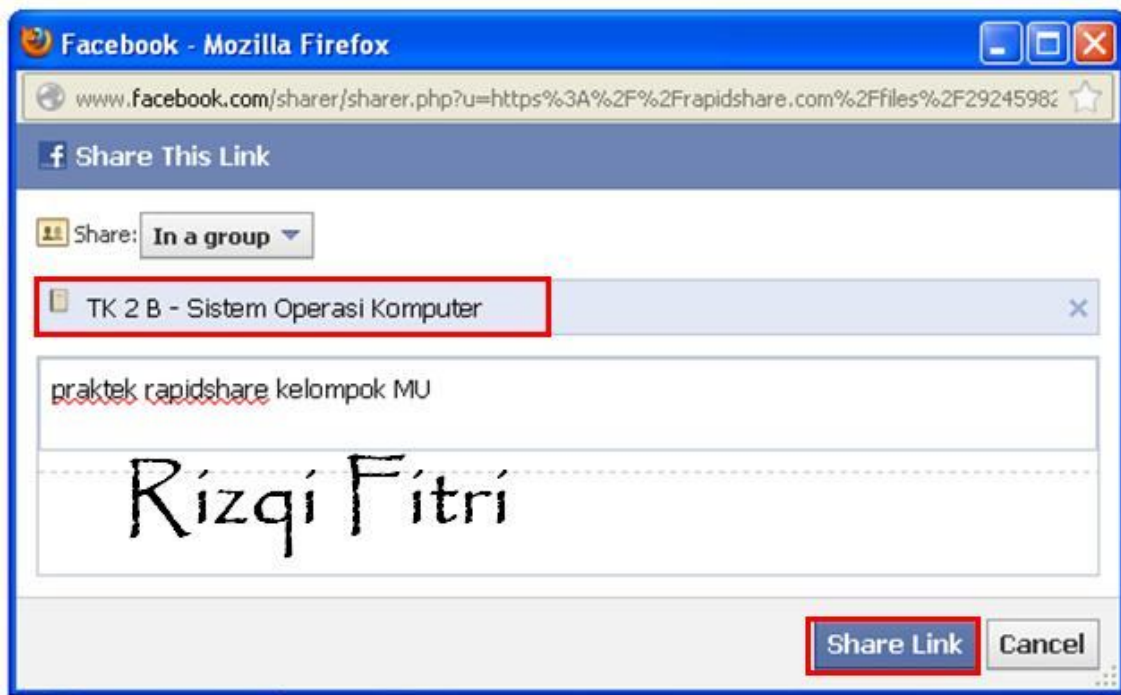 Facebook - Mozilla Firefox
www.facebook.com/sharer/sharer.php?u=https%3A%2F%2Frapidshare.com%2Ffiles%2F29245982
f Share This Link
Share: In a group
TK 2 B - Sistem Operasi Komputer
praktek rapidshare kelompok MU
Rizqi Fitri
Share Link Cancel